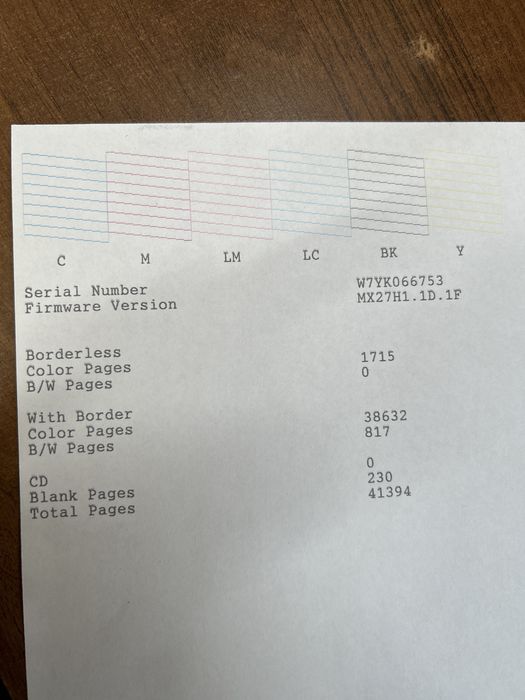 C M LM LC BK Y
Serial Number W7YK066753
Firmware Version MX27H1.1D.1F
Borderless
Color Pages 1715
B/W Pages 0
With Border
Color Pages 38632
B/W Pages 817
CD 0
Blank Pages 230
Total Pages 41394